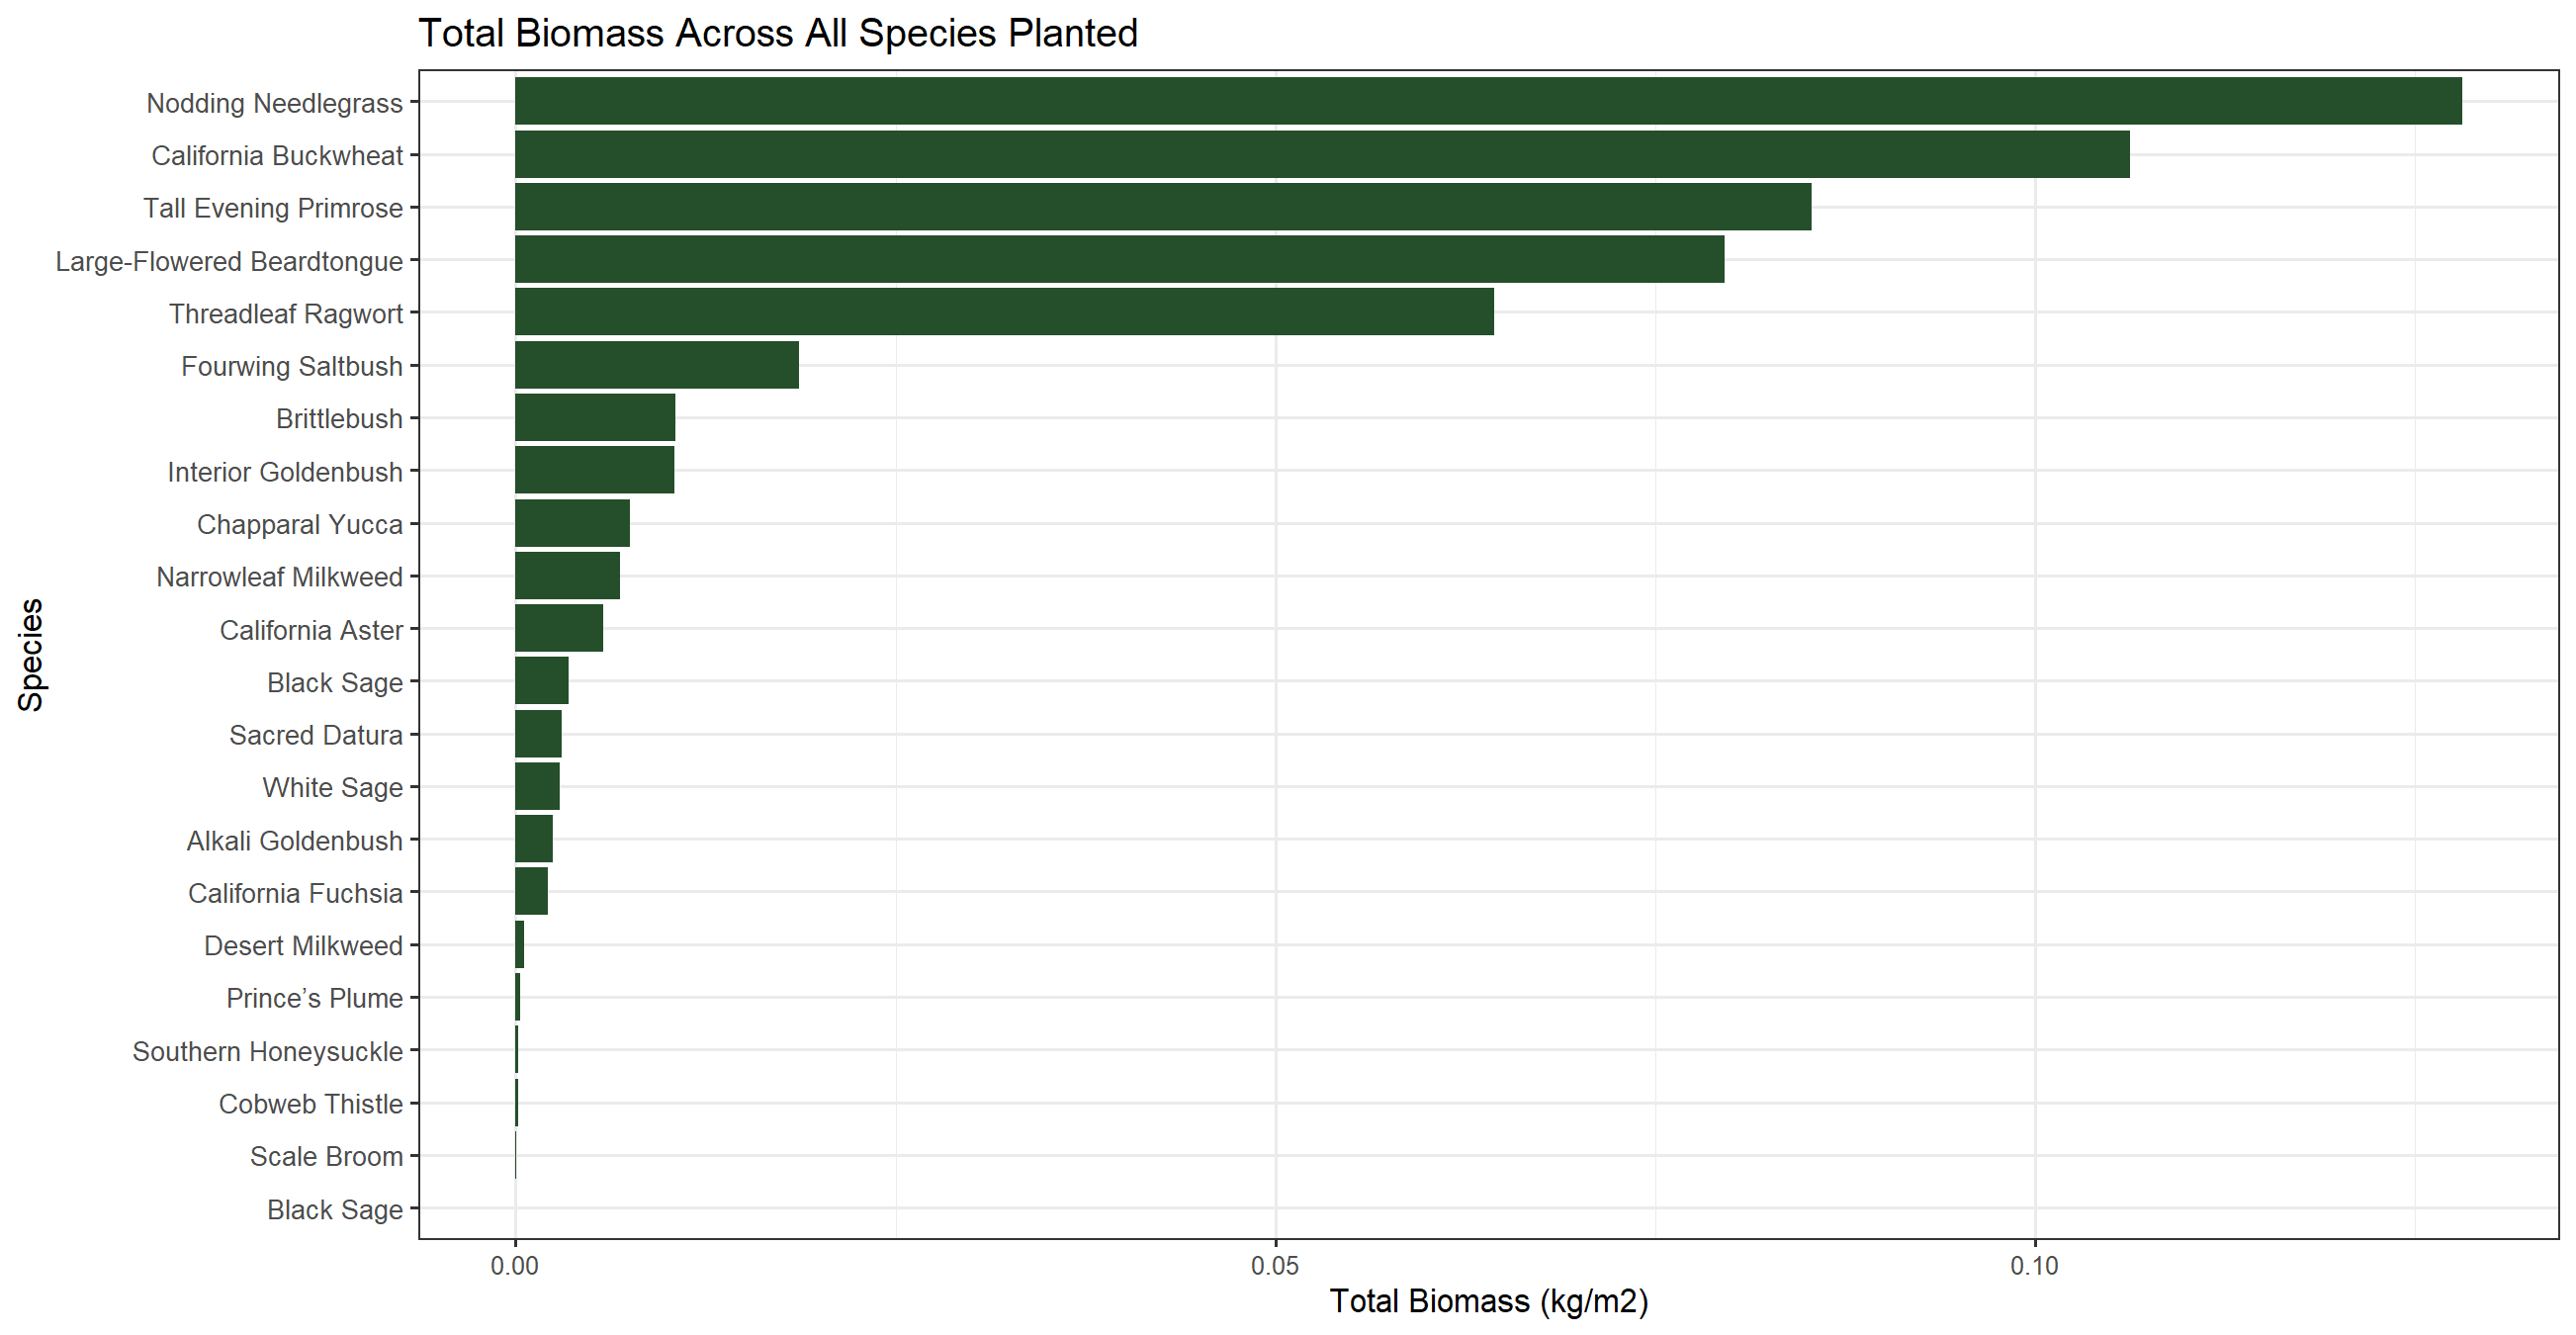 Total Biomass Across All Species Planted
Nodding Needlegrass
California Buckwheat
Tall Evening Primrose
Large-Flowered Beardtongue
Threadleaf Ragwort
Fourwing Saltbush
Brittlebush
Interior Goldenbush
Chapparal Yucca
Narrowleaf Milkweed
California Aster
Black Sage
Sacred Datura
White Sage
Alkali Goldenbush
California Fuchsia
Desert Milkweed
Prince’s Plume
Southern Honeysuckle
Cobweb Thistle
Scale Broom
Black Sage
Species
0.00 0.05 0.10
Total Biomass (kg/m2)